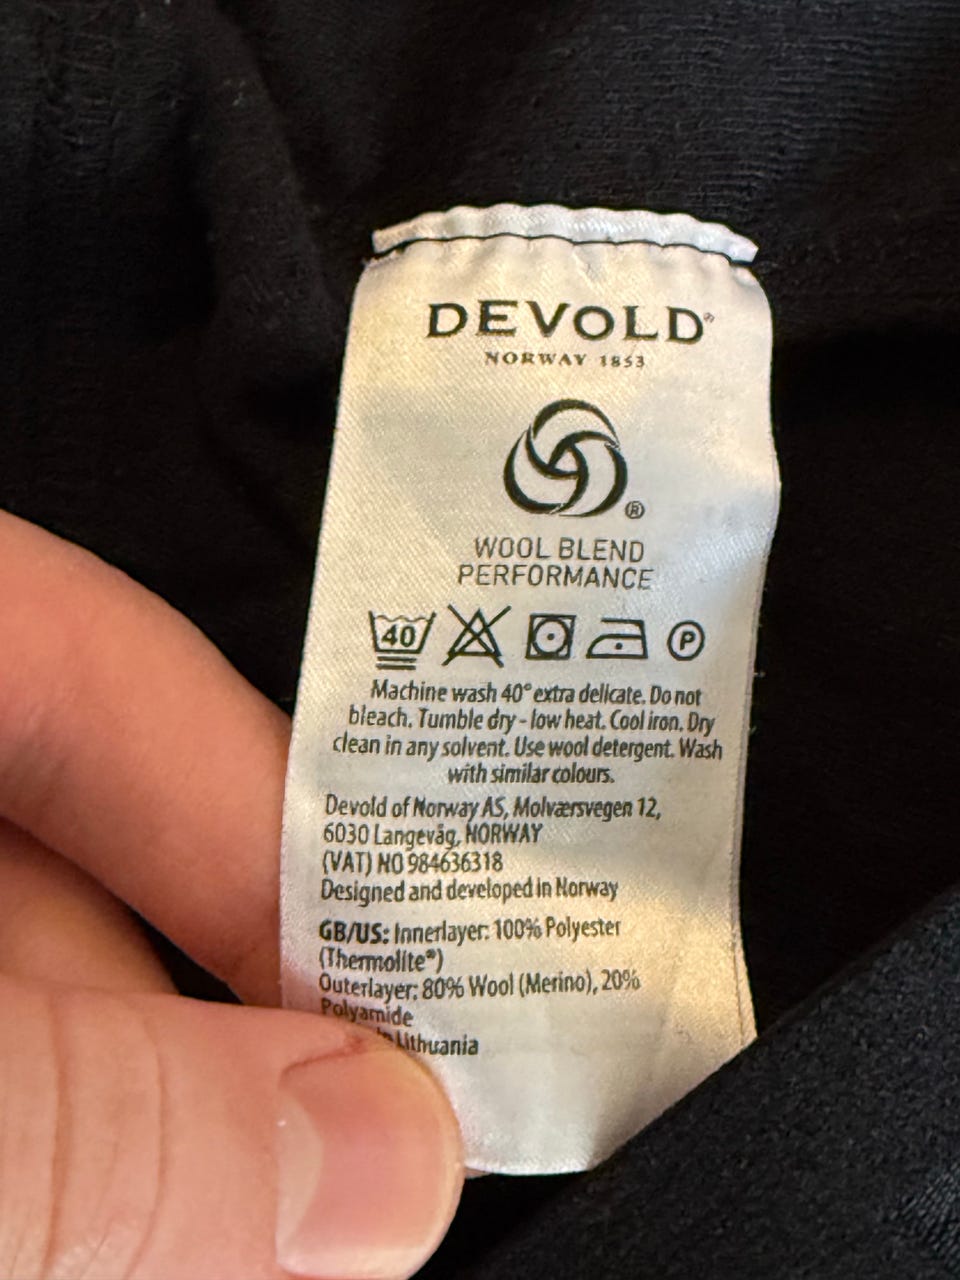 DEVOLD®
NORWAY 1853
®
WOOL BLEND
PERFORMANCE
40 P
Machine wash 40° extra delicate. Do not
bleach. Tumble dry - low heat. Cool iron. Dry
clean in any solvent. Use wool detergent. Wash
with similar colours.
Devold of Norway AS, Molværsvegen 12,
6030 Langevåg, NORWAY
(VAT) NO 984636318
Designed and developed in Norway
GB/US: Innerlayer: 100% Polyester
(Thermolite®)
Outerlayer: 80% Wool (Merino), 20%
Polyamide
in Lithuania